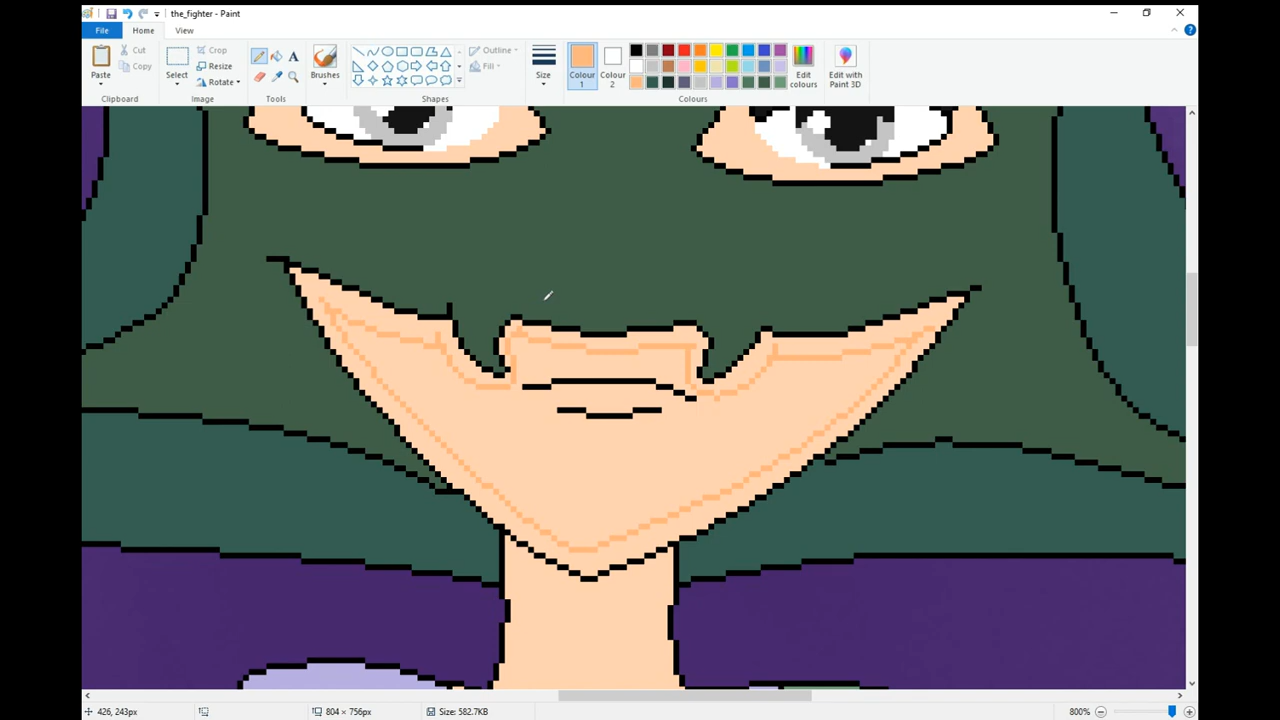 the_fighter - Paint
File Home View
Paste Cut Copy Select Crop Resize Rotate A Brushes Outline Fill Size Colour 1 Colour 2 Edit colours Edit with Paint 3D
Clipboard Image Tools Shapes Colours
426, 243px 804 × 756px Size: 582.7KB 800%